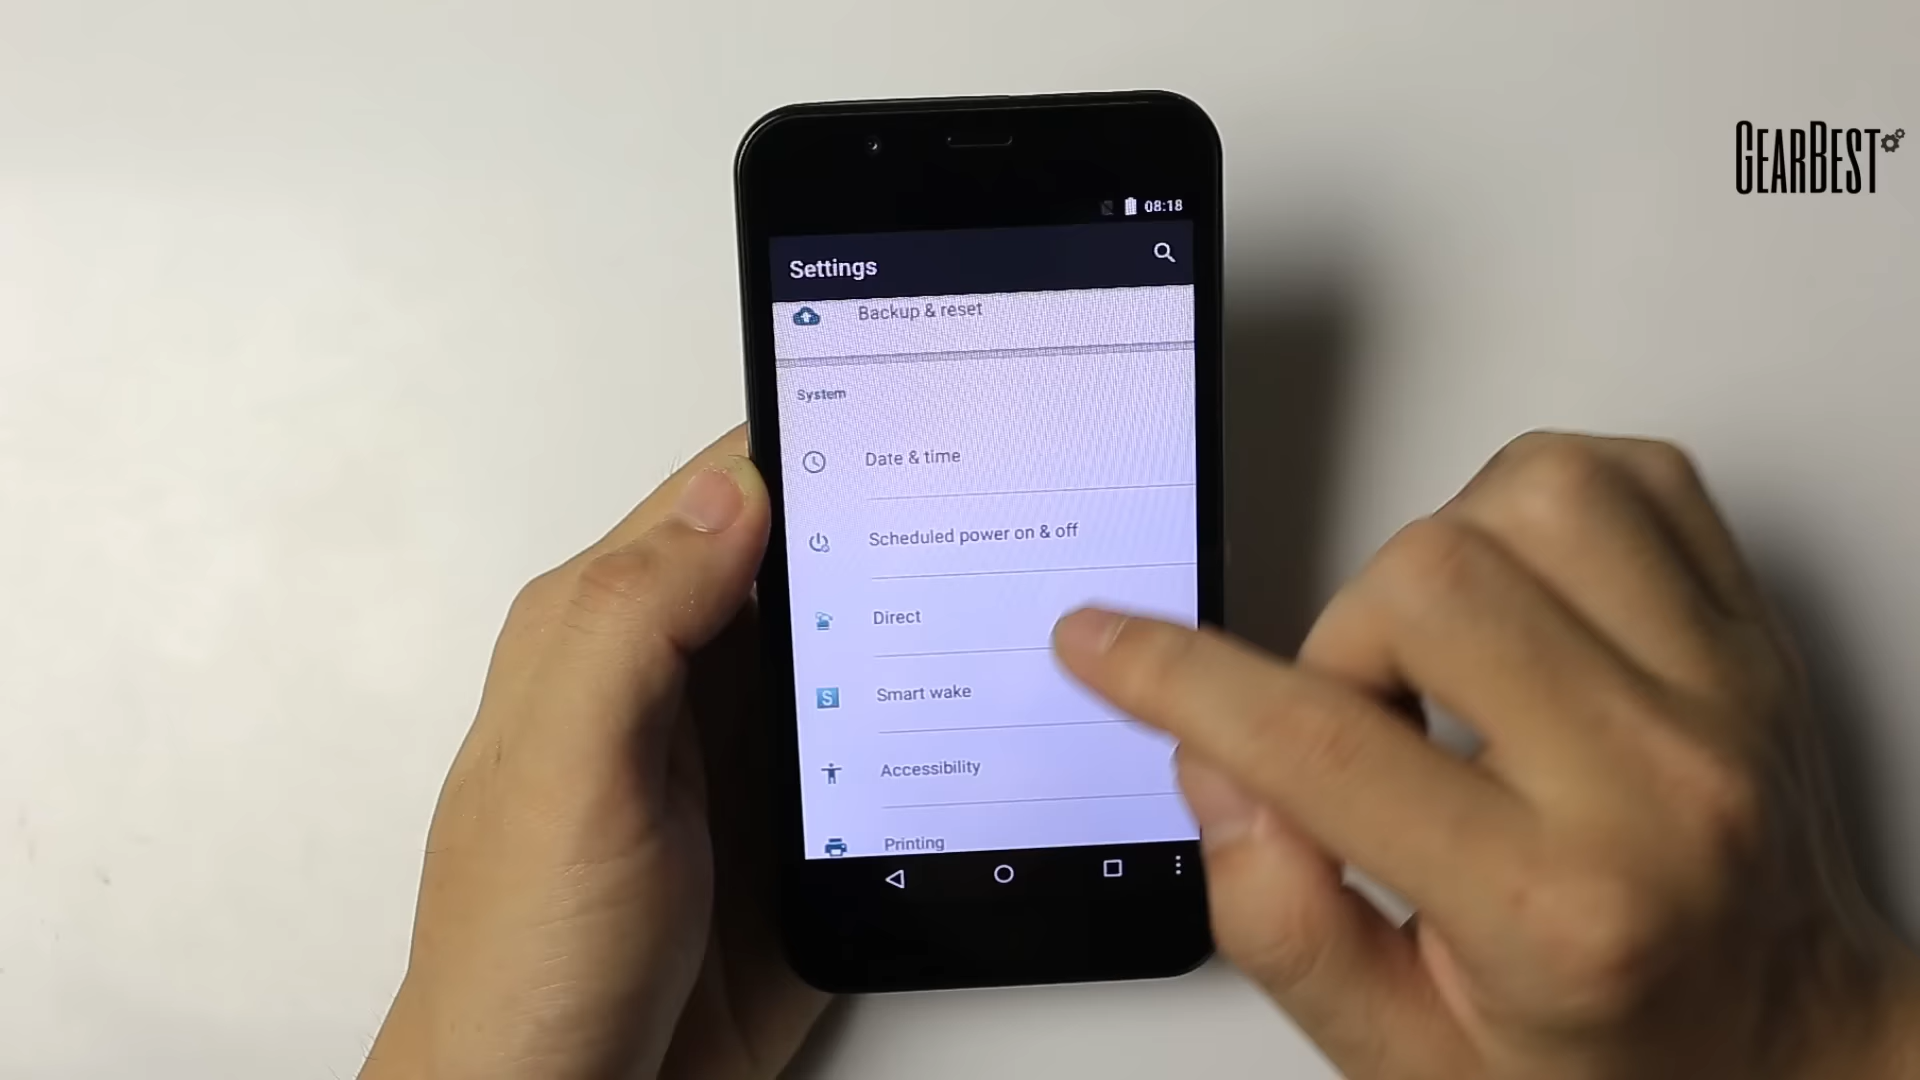 GEARBEST
08:18
Settings
Backup & reset
System
Date & time
Scheduled power on & off
Direct
S
Smart wake
Accessibility
Printing